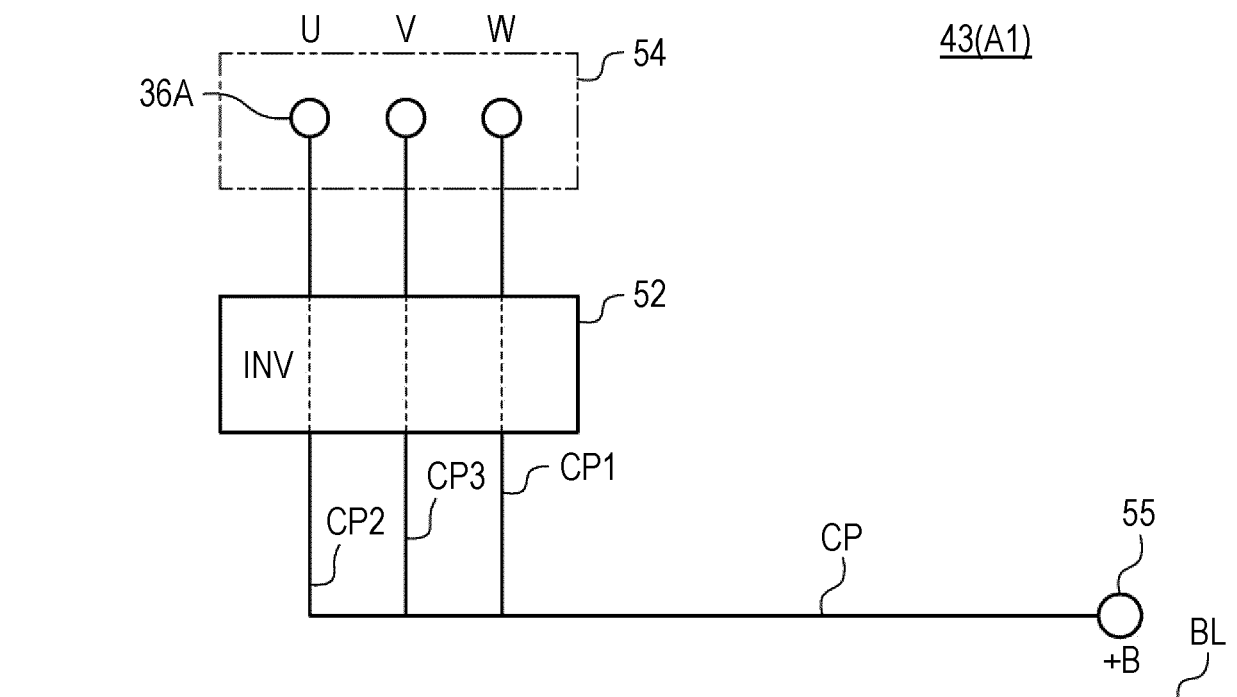 U V W
43(A1)
54
36A
52
INV
CP1
CP3
CP2
55
CP
BL
+B